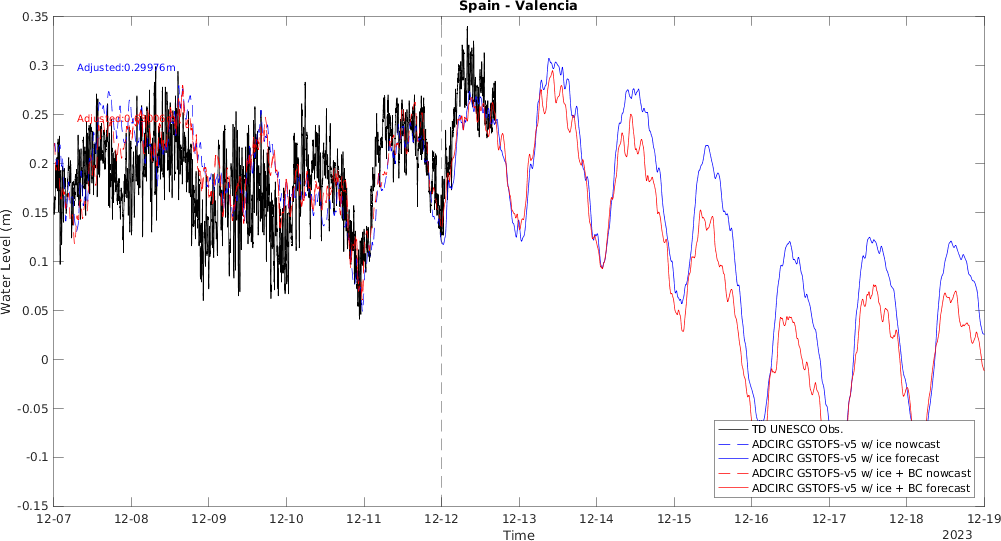 Spain - Valencia
0.35
0.3
0.25
0.2
0.15
0.1
0.05
0
-0.05
-0.1
-0.15
Water Level (m)
Adjusted:0.29976m
TD UNESCO Obs.
ADCIRC GSTOFS-v5 w/ ice nowcast
ADCIRC GSTOFS-v5 w/ ice forecast
ADCIRC GSTOFS-v5 w/ ice + BC nowcast
ADCIRC GSTOFS-v5 w/ ice + BC forecast
12-07 12-08 12-09 12-10 12-11 12-12 12-13 12-14 12-15 12-16 12-17 12-18 12-19
Time
2023